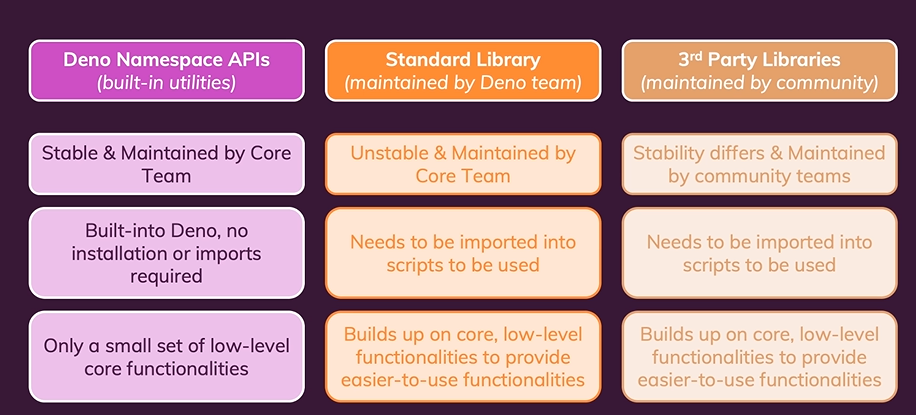 Deno Namespace APIs
(built-in utilities)
Standard Library
(maintained by Deno team)
3rd Party Libraries
(maintained by community)
Stable & Maintained by Core
Team
Unstable & Maintained by
Core Team
Stability differs & Maintained
by community teams
Built-into Deno, no
installation or imports
required
Needs to be imported into
scripts to be used
Needs to be imported into
scripts to be used
Only a small set of low-level
core functionalities
Builds up on core, low-level
functionalities to provide
easier-to-use functionalities
Builds up on core, low-level
functionalities to provide
easier-to-use functionalities